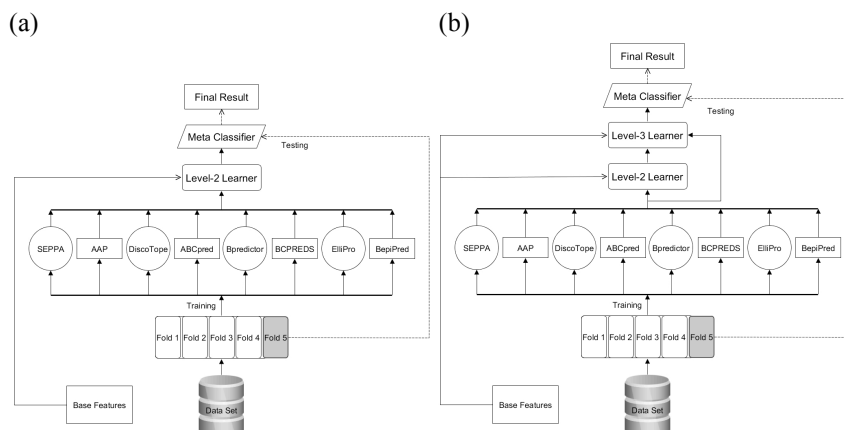 (a)
Final Result
Meta Classifier
Testing
Level-2 Learner
SEPPA
AAP
DiscoTope
ABCpred
Bpredictor
BCPREDS
ElliPro
BepiPred
Training
Fold 1
Fold 2
Fold 3
Fold 4
Fold 5
Base Features
Data Set
(b)
Final Result
Meta Classifier
Testing
Level-3 Learner
Level-2 Learner
SEPPA
AAP
DiscoTope
ABCpred
Bpredictor
BCPREDS
ElliPro
BepiPred
Training
Fold 1
Fold 2
Fold 3
Fold 4
Fold 5
Base Features
Data Set